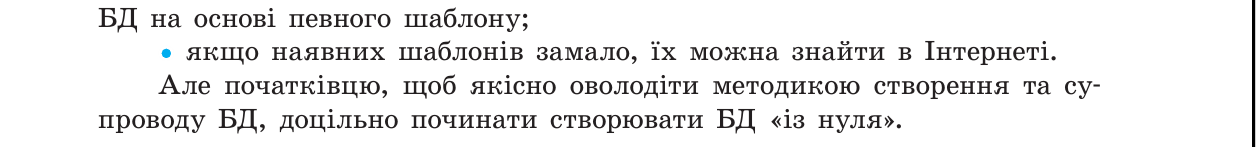 БД на основі певного шаблону;
• якщо наявних шаблонів замало, їх можна знайти в Інтернеті.
Але початківцю, щоб якісно оволодіти методикою створення та су-
проводу БД, доцільно починати створювати БД «із нуля».